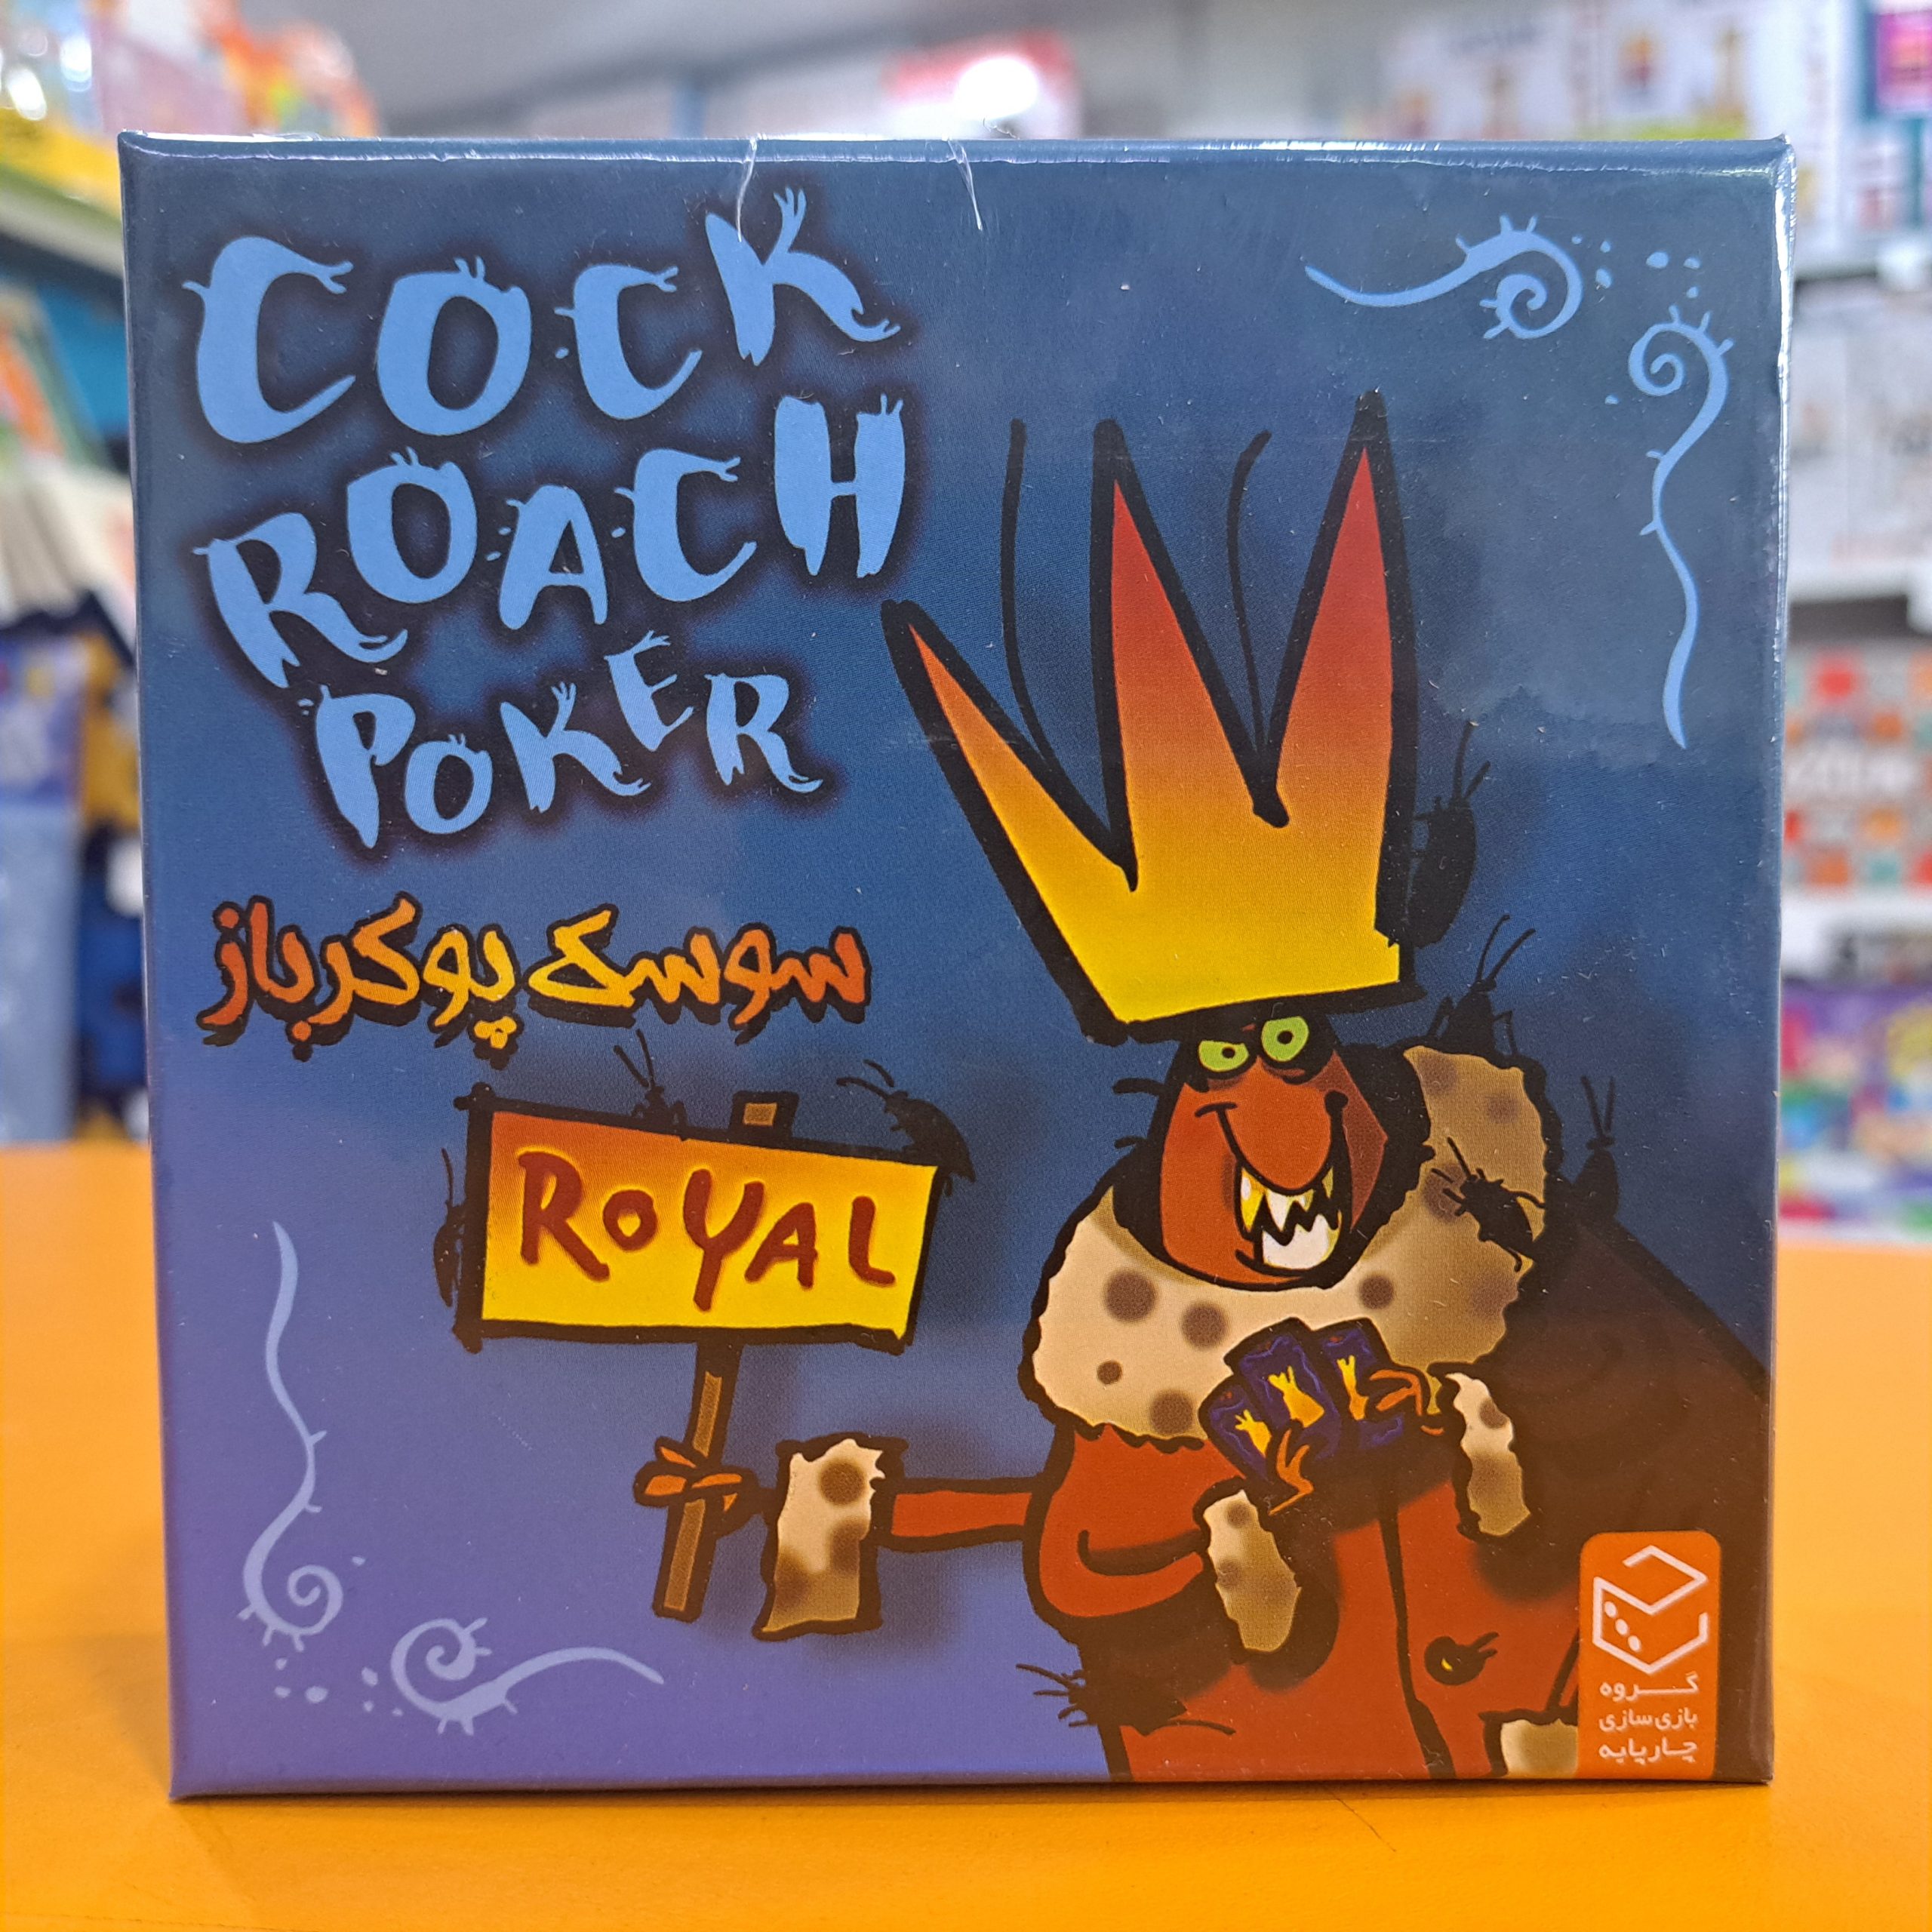 COCK
ROACH
POKER
سوسک پوکرباز
ROYAL
گروه
بازی سازی
چارپایه